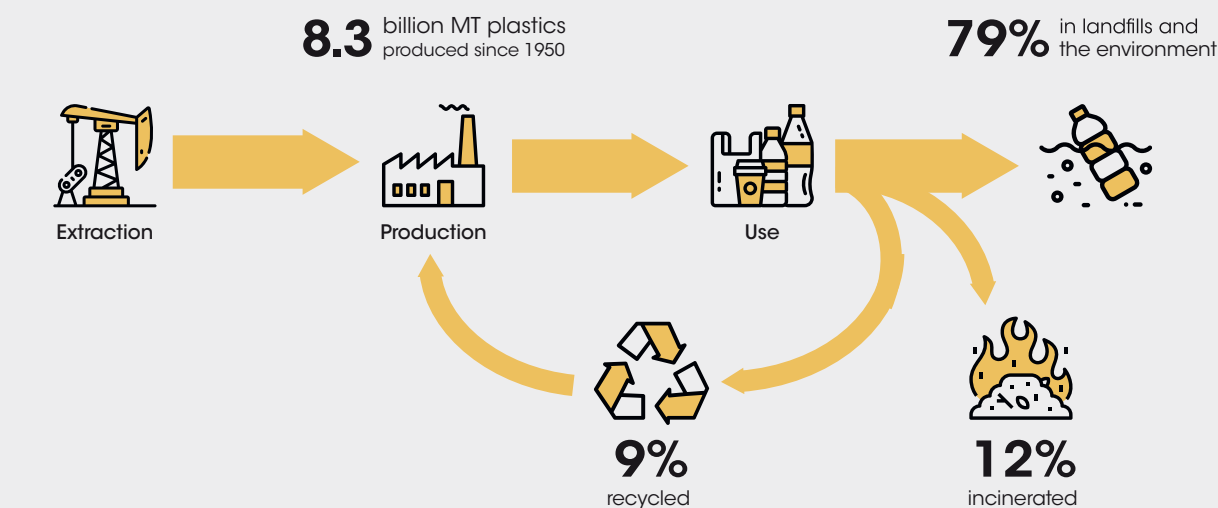 8.3 billion MT plastics
produced since 1950
79% in landfills and
the environment
Extraction
Production
Use
9%
recycled
12%
incinerated